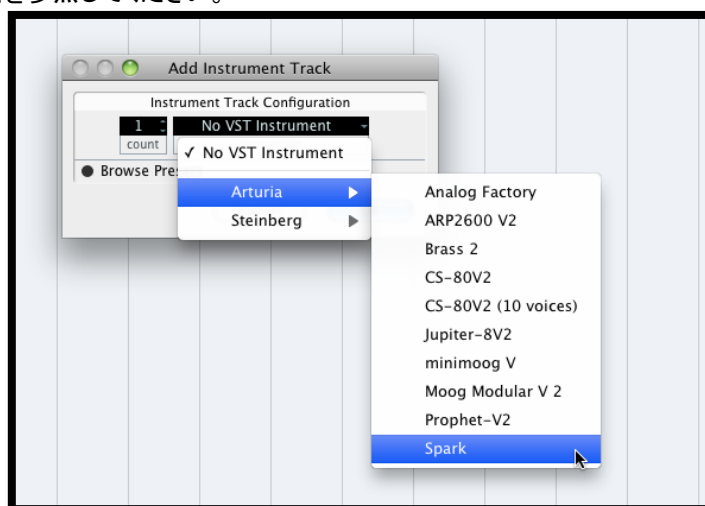 Add Instrument Track
Instrument Track Configuration
1 No VST Instrument
count
✓ No VST Instrument
Browse Pre
Arturia
Steinberg
Analog Factory
ARP2600 V2
Brass 2
CS-80V2
CS-80V2 (10 voices)
Jupiter-8V2
minimoog V
Moog Modular V 2
Prophet-V2
Spark